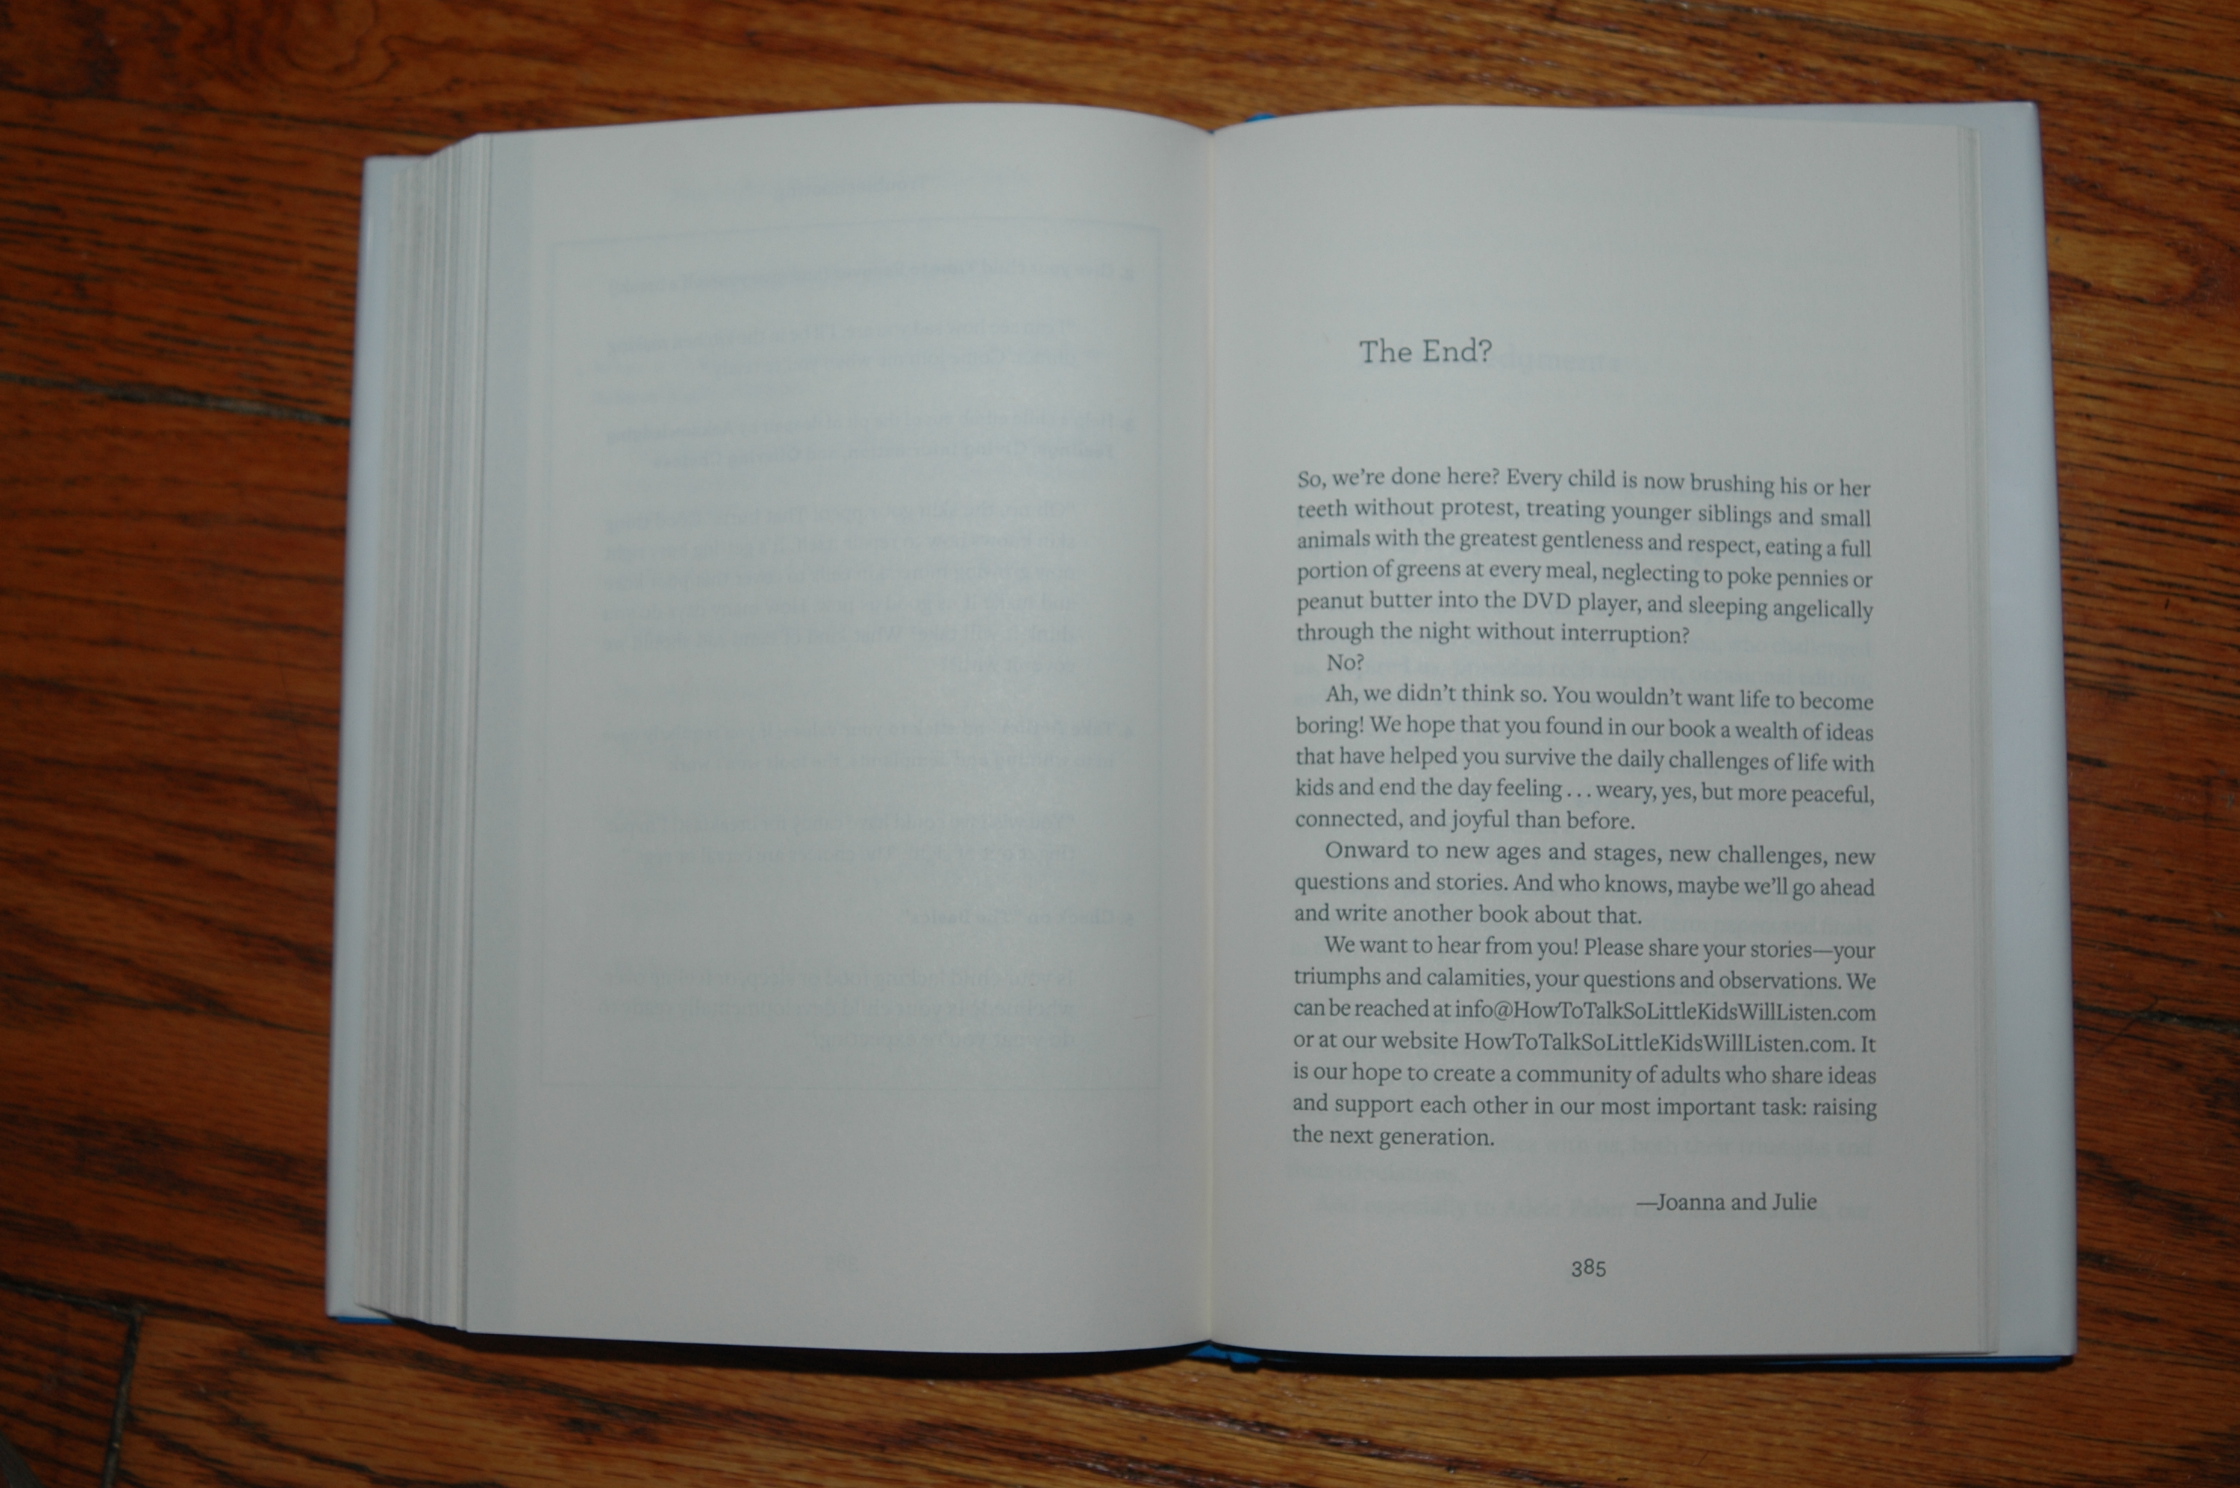 The End?
So, we're done here? Every child is now brushing his or her
teeth without protest, treating younger siblings and small
animals with the greatest gentleness and respect, eating a full
portion of greens at every meal, neglecting to poke pennies or
peanut butter into the DVD player, and sleeping angelically
through the night without interruption?
No?
Ah, we didn't think so. You wouldn't want life to become
boring! We hope that you found in our book a wealth of ideas
that have helped you survive the daily challenges of life with
kids and end the day feeling . . . weary, yes, but more peaceful,
connected, and joyful than before.
Onward to new ages and stages, new challenges, new
questions and stories. And who knows, maybe we'll go ahead
and write another book about that.
We want to hear from you! Please share your stories—your
triumphs and calamities, your questions and observations. We
can be reached at info@HowToTalkSoLittleKidsWillListen.com
or at our website HowToTalkSoLittleKidsWillListen.com. It
is our hope to create a community of adults who share ideas
and support each other in our most important task: raising
the next generation.
—Joanna and Julie
385